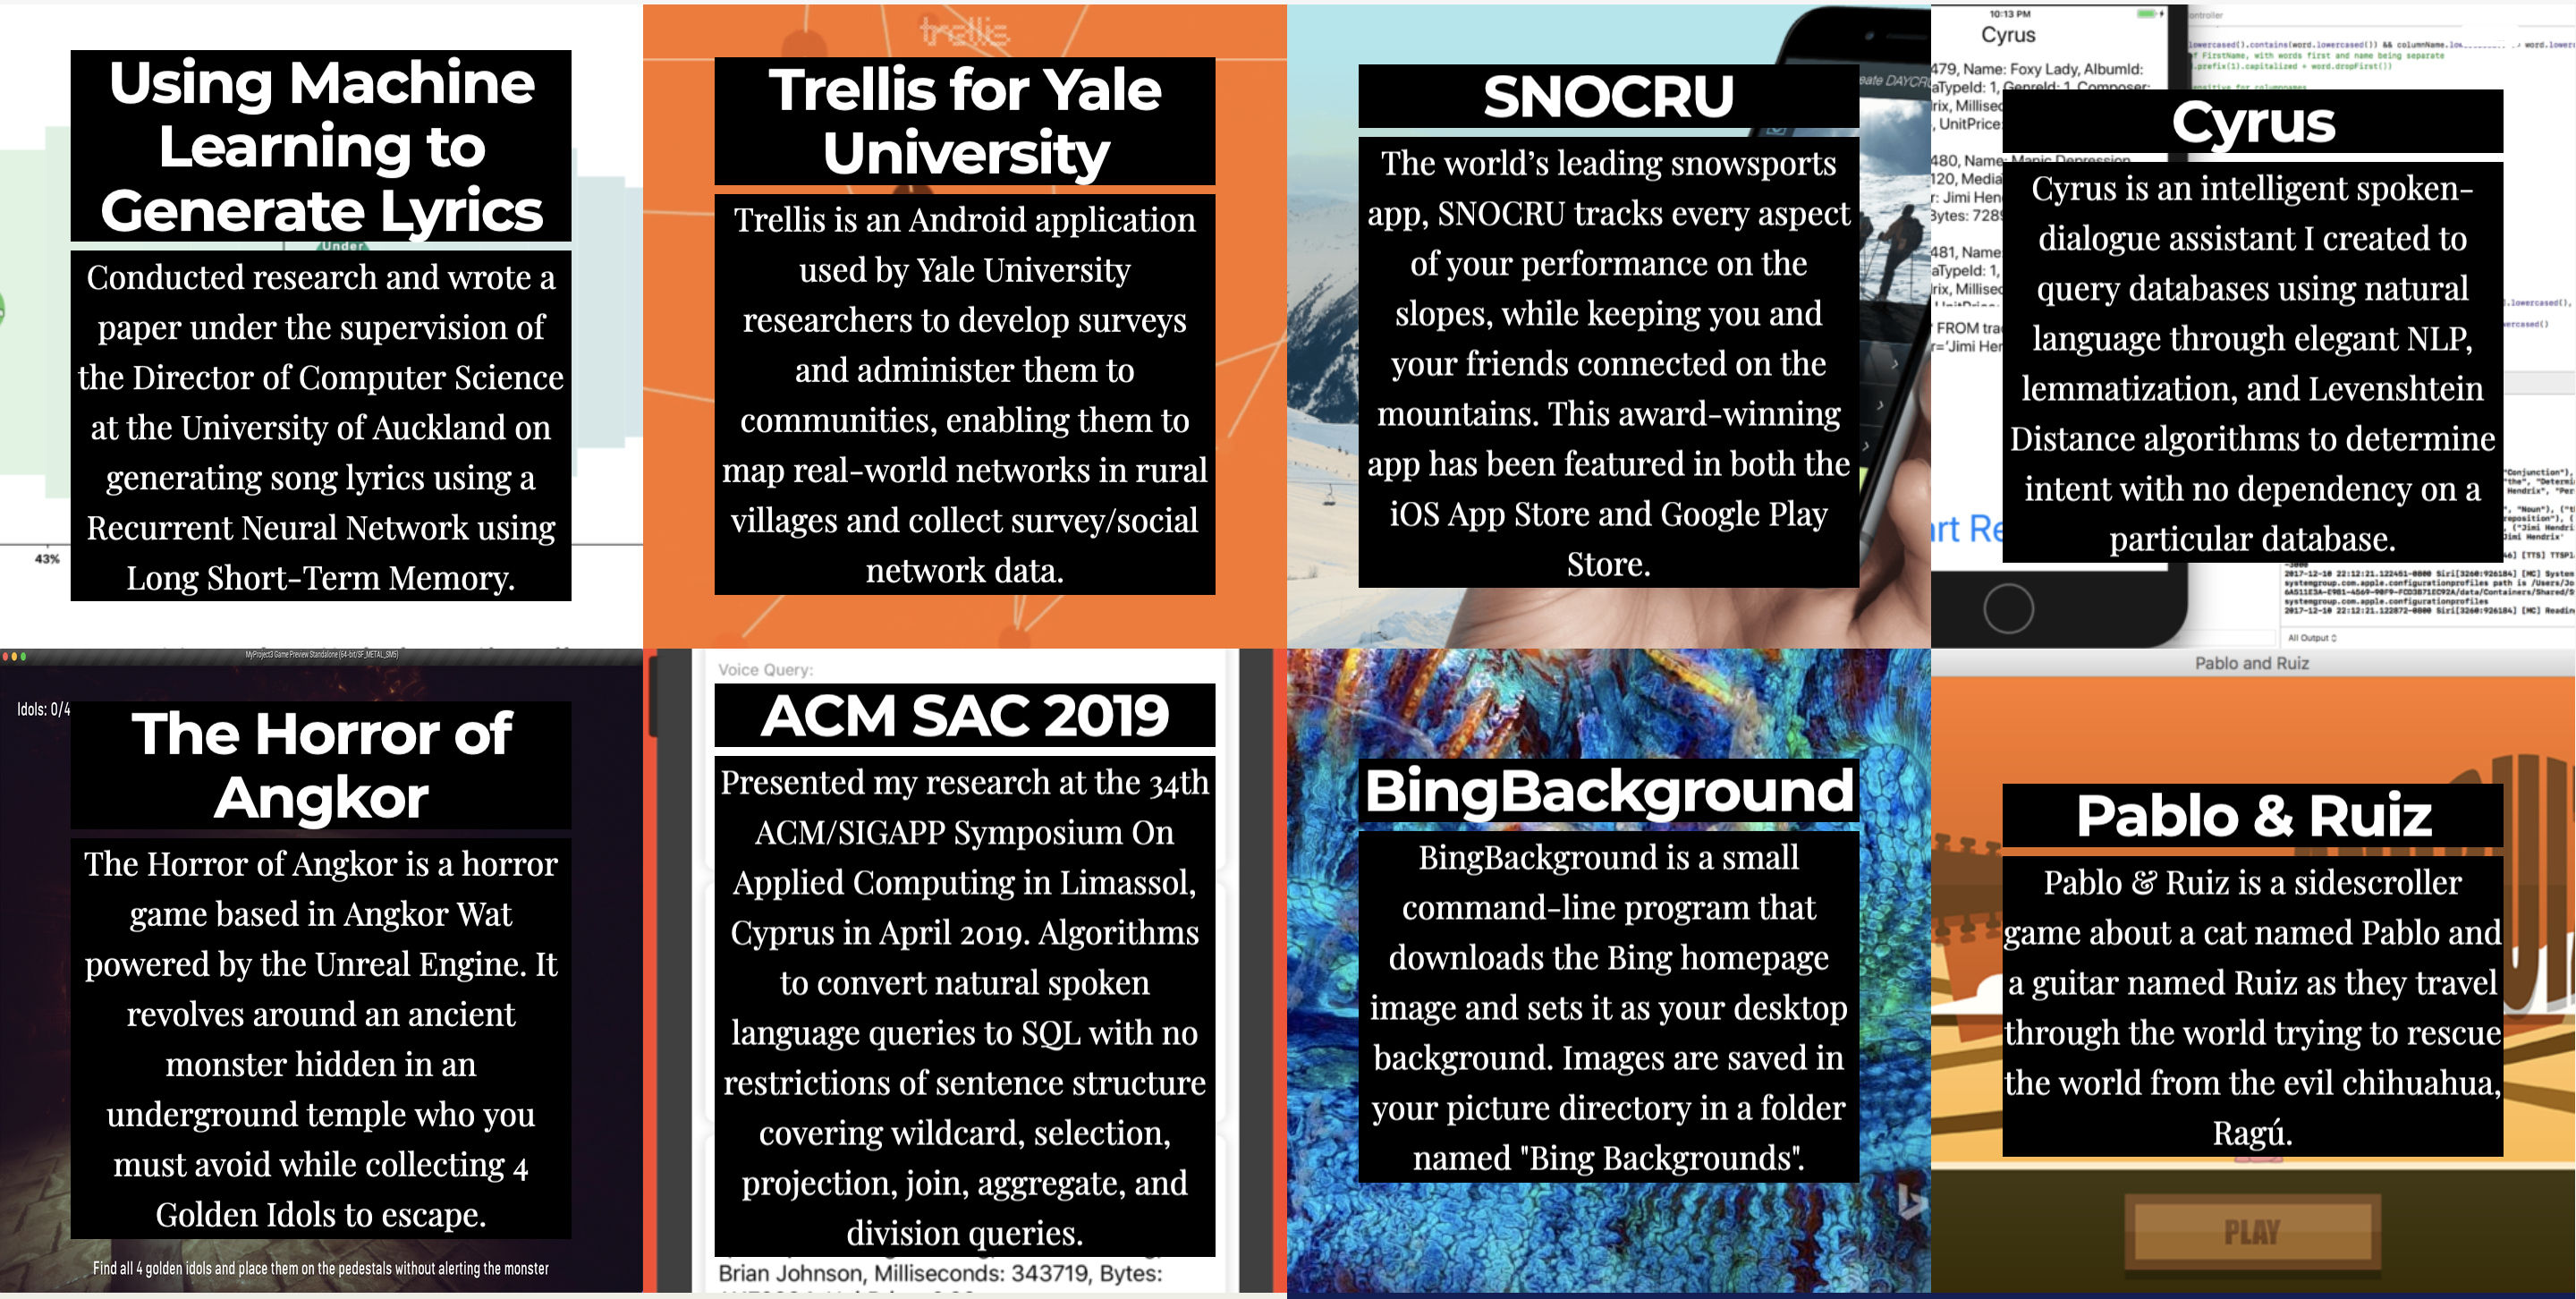 trellis
Using Machine
Learning to
Generate Lyrics
Under
Conducted research and wrote a
paper under the supervision of
the Director of Computer Science
at the University of Auckland on
generating song lyrics using a
Recurrent Neural Network using
Long Short-Term Memory.
43%
Trellis for Yale
University
Trellis is an Android application
used by Yale University
researchers to develop surveys
and administer them to
communities, enabling them to
map real-world networks in rural
villages and collect survey/social
network data.
SNOCRU
The world’s leading snowsports
app, SNOCRU tracks every aspect
of your performance on the
slopes, while keeping you and
your friends connected on the
mountains. This award-winning
app has been featured in both the
iOS App Store and Google Play
Store.
10:13 PM
Cyrus
479, Name: Foxy Lady, AlbumId:
Cyrus
Cyrus is an intelligent spoken-
dialogue assistant I created to
query databases using natural
language through elegant NLP,
lemmatization, and Levenshtein
Distance algorithms to determine
intent with no dependency on a
particular database.
All Output
MyProject3 Game Preview Standalone (64-bit/SF_METAL_SM5)
Idols: 0/4
The Horror of
Angkor
The Horror of Angkor is a horror
game based in Angkor Wat
powered by the Unreal Engine. It
revolves around an ancient
monster hidden in an
underground temple who you
must avoid while collecting 4
Golden Idols to escape.
Find all 4 golden idols and place them on the pedestals without alerting the monster
Voice Query:
ACM SAC 2019
Presented my research at the 34th
ACM/SIGAPP Symposium On
Applied Computing in Limassol,
Cyprus in April 2019. Algorithms
to convert natural spoken
language queries to SQL with no
restrictions of sentence structure
covering wildcard, selection,
projection, join, aggregate, and
division queries.
Brian Johnson, Milliseconds: 343719, Bytes:
BingBackground
BingBackground is a small
command-line program that
downloads the Bing homepage
image and sets it as your desktop
background. Images are saved in
your picture directory in a folder
named "Bing Backgrounds".
Pablo and Ruiz
Pablo & Ruiz
Pablo & Ruiz is a sidescroller
game about a cat named Pablo and
a guitar named Ruiz as they travel
through the world trying to rescue
the world from the evil chihuahua,
Ragú.
PLAY